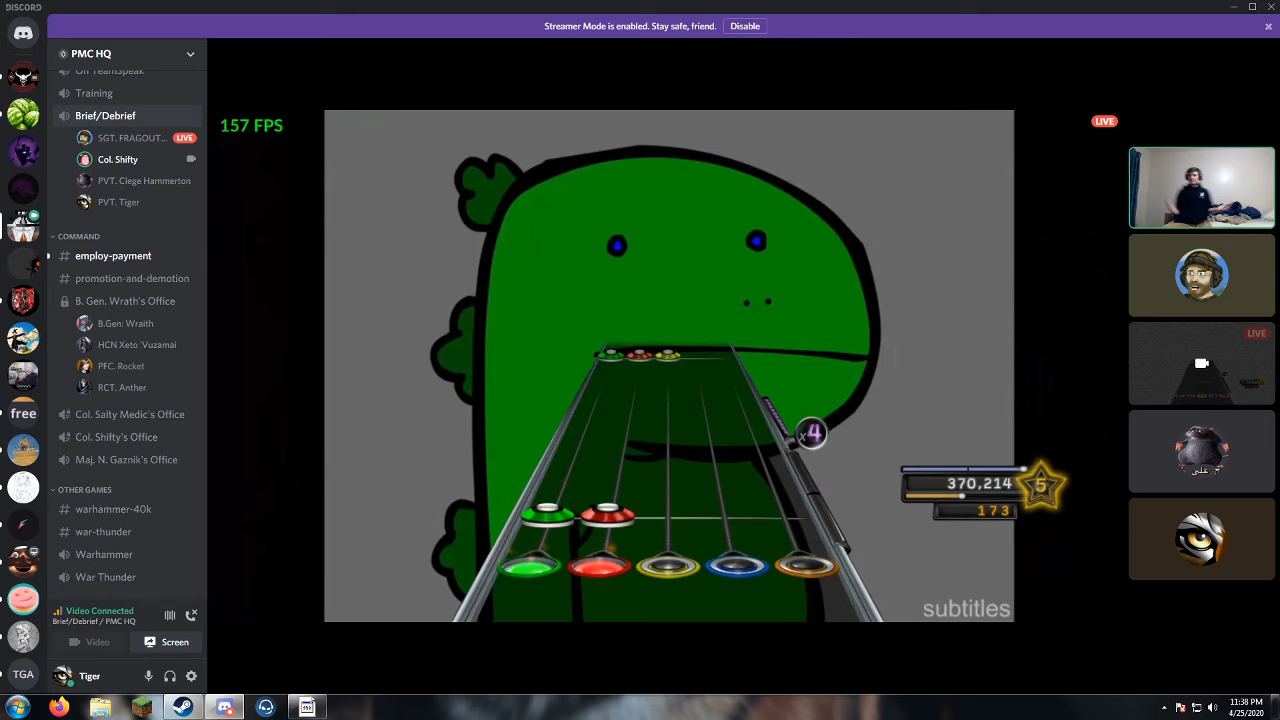 DISCORD
Streamer Mode is enabled. Stay safe, friend.
Disable
PMC HQ
On TeamSpeak
Training
Brief/Debrief
SGT. FRAGOUT...
LIVE
Col. Shifty
PVT. Clege Hammerton
PVT. Tiger
COMMAND
employ-payment
promotion-and-demotion
B. Gen. Wrath's Office
B.Gen: Wraith
HCN Xeto 'Vuzamai
PFC. Rocket
RCT. Anther
Col. Salty Medic's Office
Col. Shifty's Office
Maj. N. Gaznik's Office
OTHER GAMES
warhammer-40k
war-thunder
Warhammer
War Thunder
Video Connected
Brief/Debrief / PMC HQ
Video
Screen
Tiger
free
TGA
157 FPS
x4
370,214
5
173
subtitles
LIVE
LIVE
11:38 PM
4/25/2020